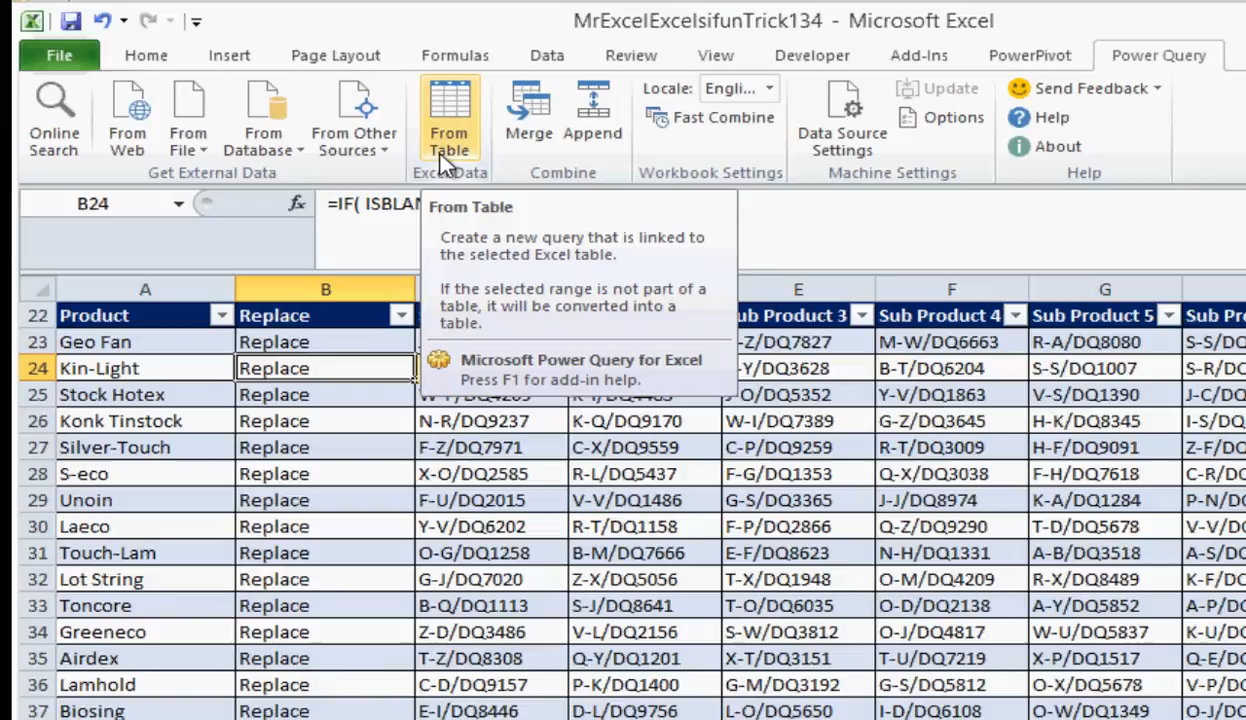 MrExcelExcelsifunTrick134 - Microsoft Excel
File Home Insert Page Layout Formulas Data Review View Developer Add-Ins PowerPivot Power Query
Online Search From Web From File From Database From Other Sources From Table Merge Append Locale: Engli... Fast Combine Data Source Settings Update Options Send Feedback Help About
Get External Data Excel Data Combine Workbook Settings Machine Settings Help
B24 fx =IF( ISBLAN
From Table
Create a new query that is linked to
the selected Excel table.
If the selected range is not part of a
table, it will be converted into a
table.
Microsoft Power Query for Excel
Press F1 for add-in help.
A B E F G
22 Product Replace ub Product 3 Sub Product 4 Sub Product 5 Sub Pro
23 Geo Fan Replace -Z/DQ7827 M-W/DQ6663 R-A/DQ8080 S-S/D
24 Kin-Light Replace -Y/DQ3628 B-T/DQ6204 S-S/DQ1007 S-R/D
25 Stock Hotex Replace -O/DQ5352 Y-V/DQ1863 V-S/DQ1390 J-C/D
26 Konk Tinstock Replace N-R/DQ9237 K-Q/DQ9170 W-I/DQ7389 G-Z/DQ3645 H-K/DQ8345 I-S/DQ
27 Silver-Touch Replace F-Z/DQ7971 C-X/DQ9559 C-P/DQ9259 R-T/DQ3009 H-F/DQ9091 Z-F/D
28 S-eco Replace X-O/DQ2585 R-L/DQ5437 F-G/DQ1353 Q-X/DQ3038 F-H/DQ7618 C-R/D
29 Unoin Replace F-U/DQ2015 V-V/DQ1486 G-S/DQ3365 J-J/DQ8974 K-A/DQ1284 P-N/D
30 Laeco Replace Y-V/DQ6202 R-T/DQ1158 F-P/DQ2866 Q-Z/DQ9290 T-D/DQ5678 V-V/D
31 Touch-Lam Replace O-G/DQ1258 B-M/DQ7666 E-F/DQ8623 N-H/DQ1331 A-B/DQ3518 A-S/D
32 Lot String Replace G-J/DQ7020 Z-X/DQ5056 T-X/DQ1948 O-M/DQ4209 R-X/DQ8489 K-F/D
33 Toncore Replace B-Q/DQ1113 S-J/DQ8641 T-O/DQ6035 O-D/DQ2138 A-Y/DQ5852 A-P/D
34 Greeneco Replace Z-D/DQ3486 V-L/DQ2156 S-W/DQ3812 O-J/DQ4817 W-U/DQ5837 K-U/D
35 Airdex Replace T-Z/DQ8308 Q-Y/DQ1201 X-T/DQ3151 T-U/DQ7219 X-P/DQ1517 Q-E/D
36 Lamhold Replace C-D/DQ9157 P-K/DQ1400 G-M/DQ3192 G-S/DQ5812 O-X/DQ5678 V-E/D
37 Biosing Replace E-I/DQ8446 D-L/DQ9756 L-O/DQ5650 I-D/DQ6108 O-W/DQ1349 O-J/D